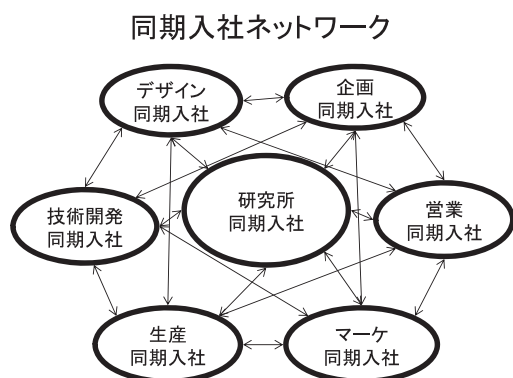 同期入社ネットワーク
デザイン
同期入社
企画
同期入社
技術開発
同期入社
研究所
同期入社
営業
同期入社
生産
同期入社
マーケ
同期入社